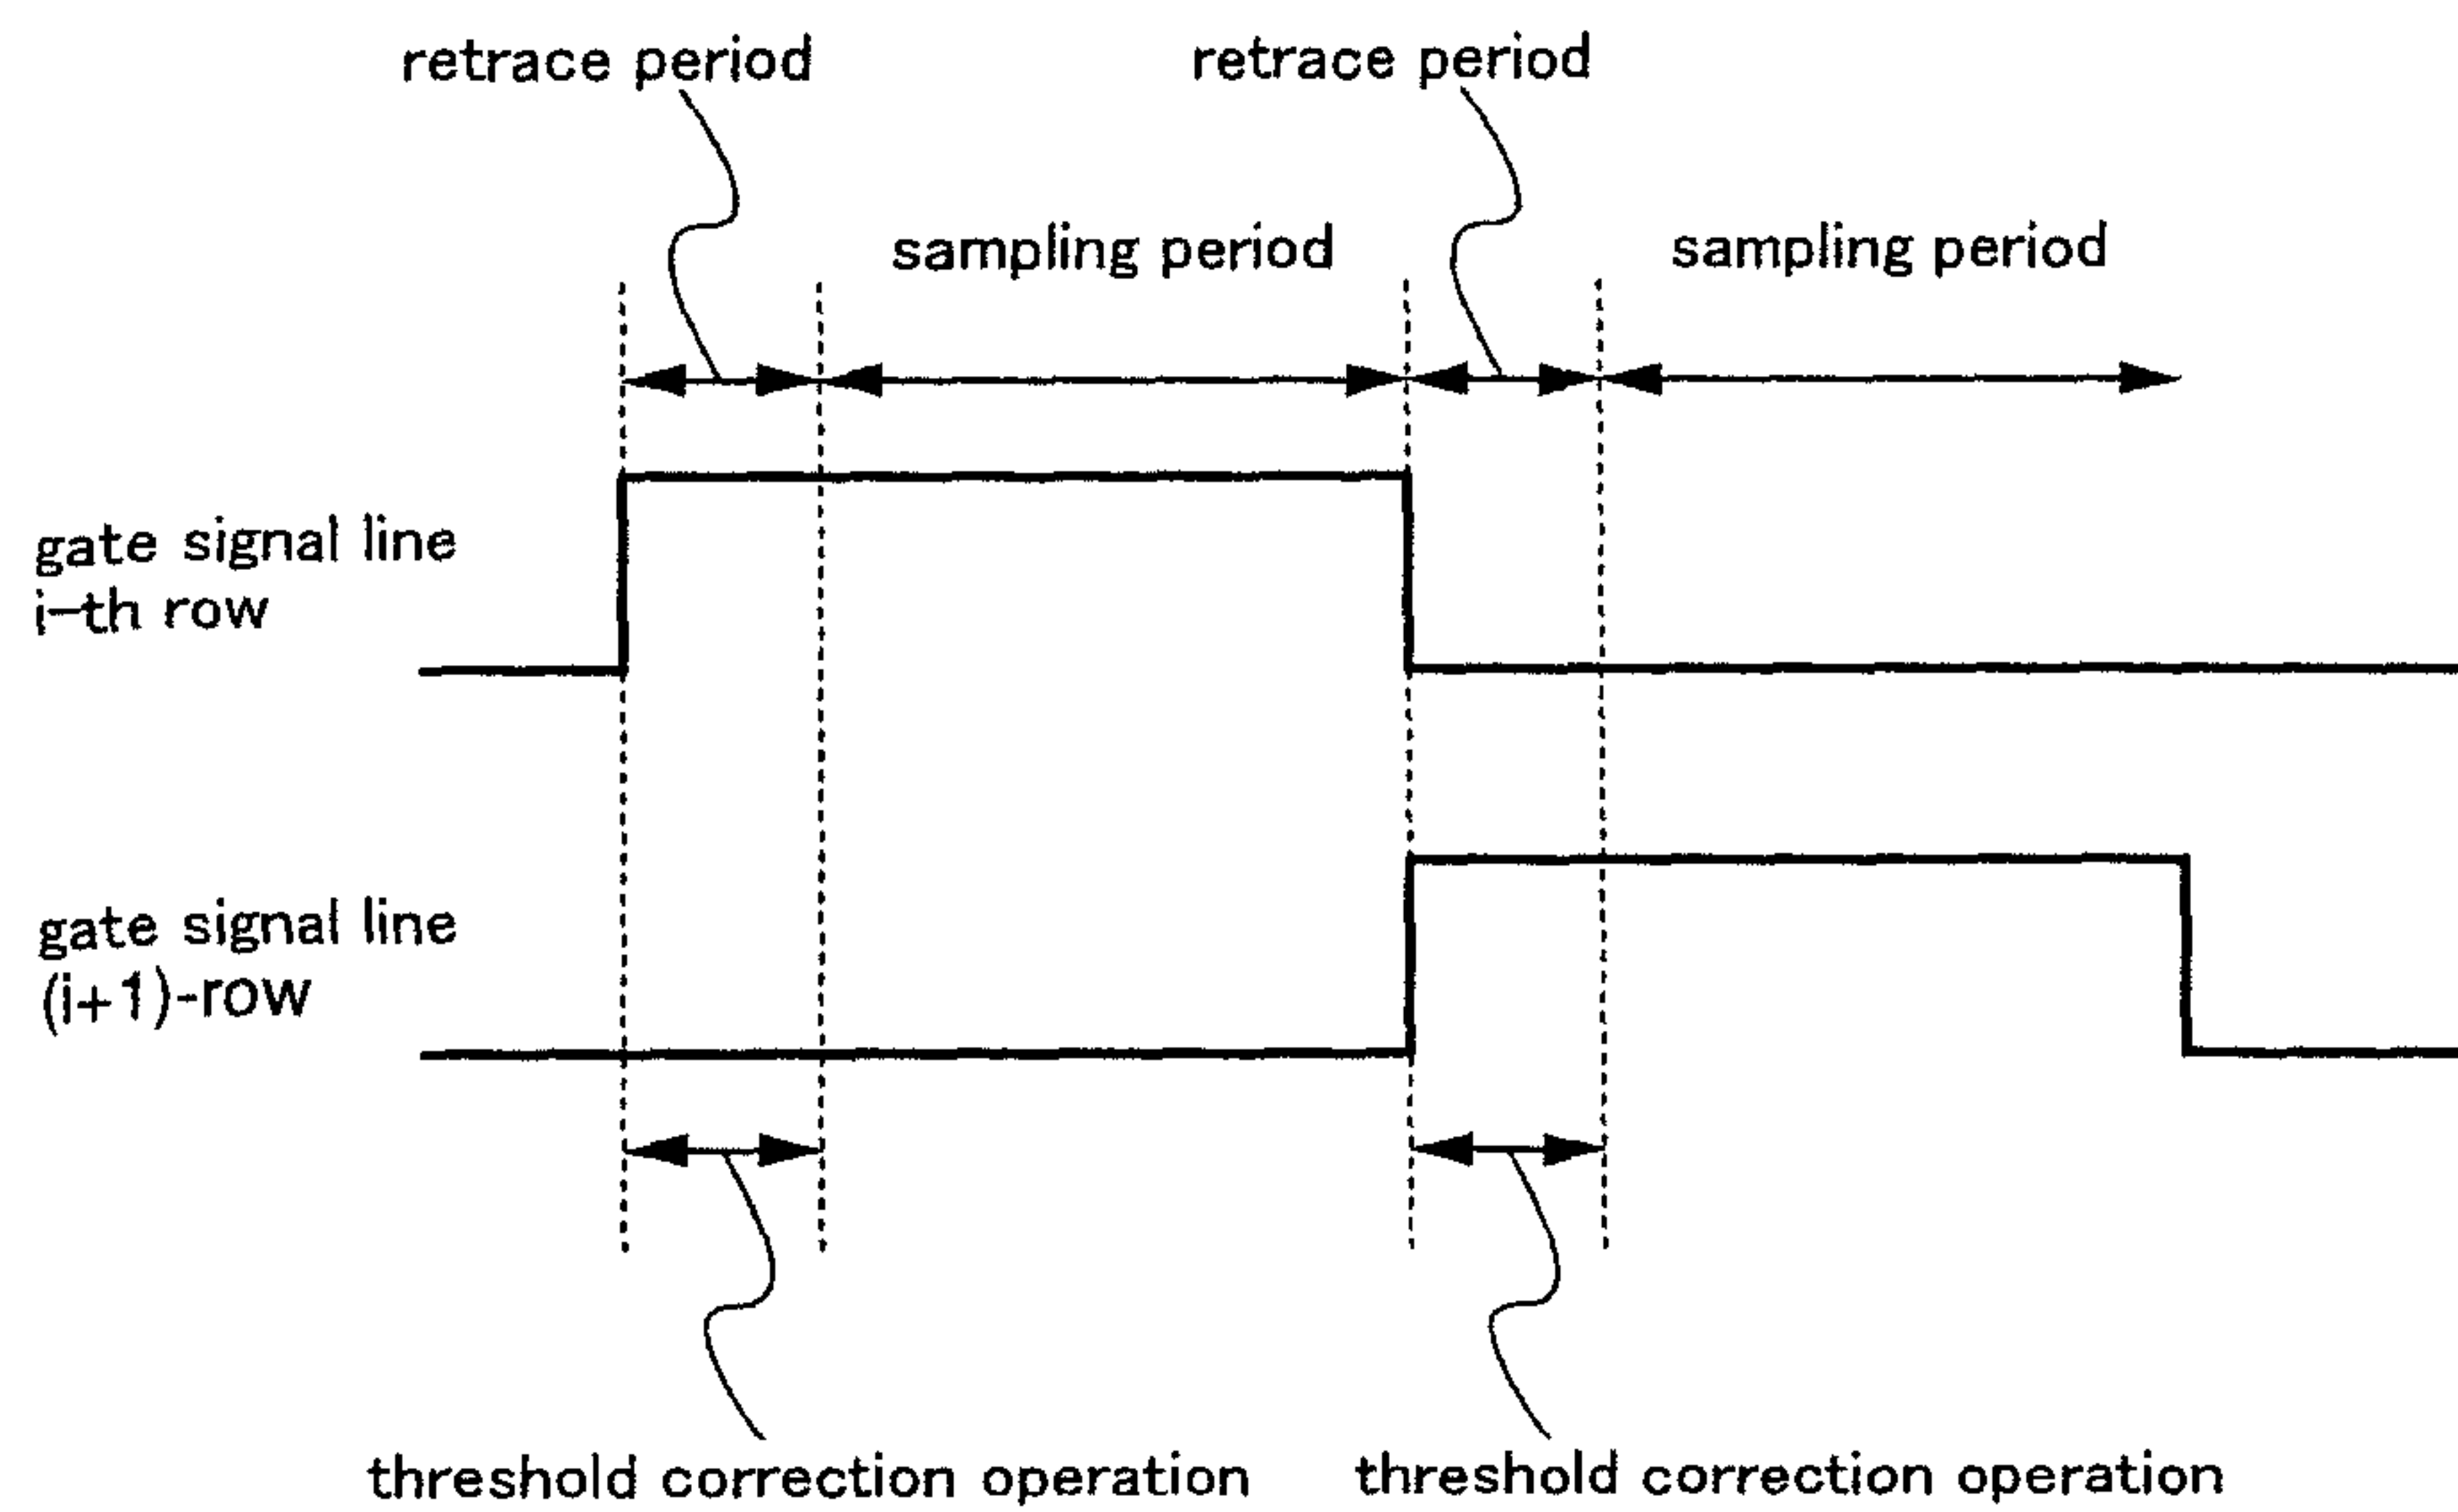 retrace period
retrace period
sampling period
sampling period
gate signal line
i-th row
gate signal line
(i+1)-row
threshold correction operation
threshold correction operation